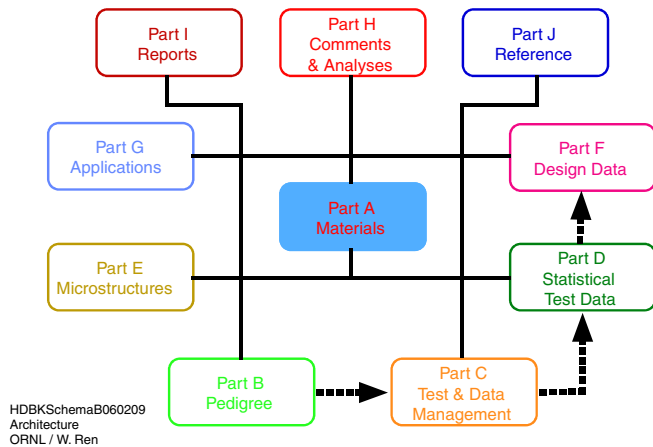 Part I
Reports
Part H
Comments
& Analyses
Part J
Reference
Part G
Applications
Part F
Design Data
Part A
Materials
Part E
Microstructures
Part D
Statistical
Test Data
Part B
Pedigree
Part C
Test & Data
Management
HDBKSchemaB060209
Architecture
ORNL / W. Ren